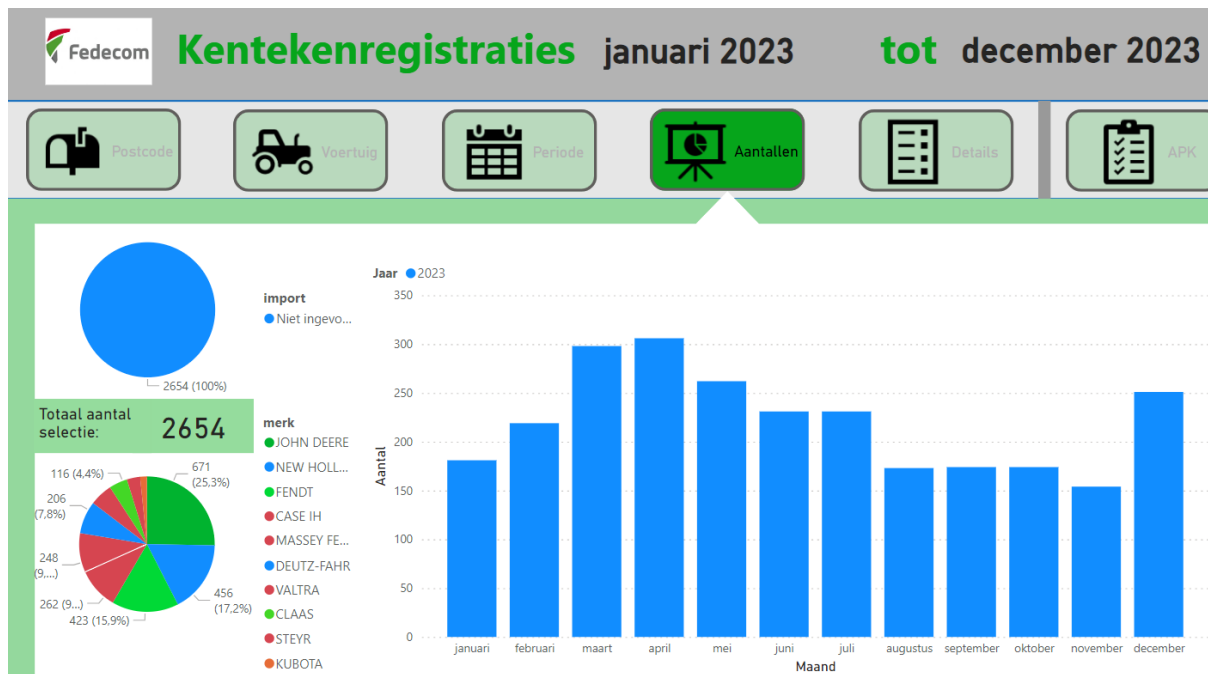 Fedecom
Kentekenregistraties januari 2023 tot december 2023
Postcode
Voertuig
Periode
Aantallen
Details
APK
import
Niet ingevo...
2654 (100%)
Totaal aantal
selectie:
2654
merk
JOHN DEERE
NEW HOLL...
FENDT
CASE IH
MASSEY FE...
DEUTZ-FAHR
VALTRA
CLAAS
STEYR
KUBOTA
671
(25,3%)
456
(17,2%)
423 (15,9%)
262 (9...)
248
(9,...)
206
(7,8%)
116 (4.4%)
Jaar 2023
Aantal
350
300
250
200
150
100
50
0
januari
februari
maart
april
mei
juni
juli
augustus
september
oktober
november
december
Maand